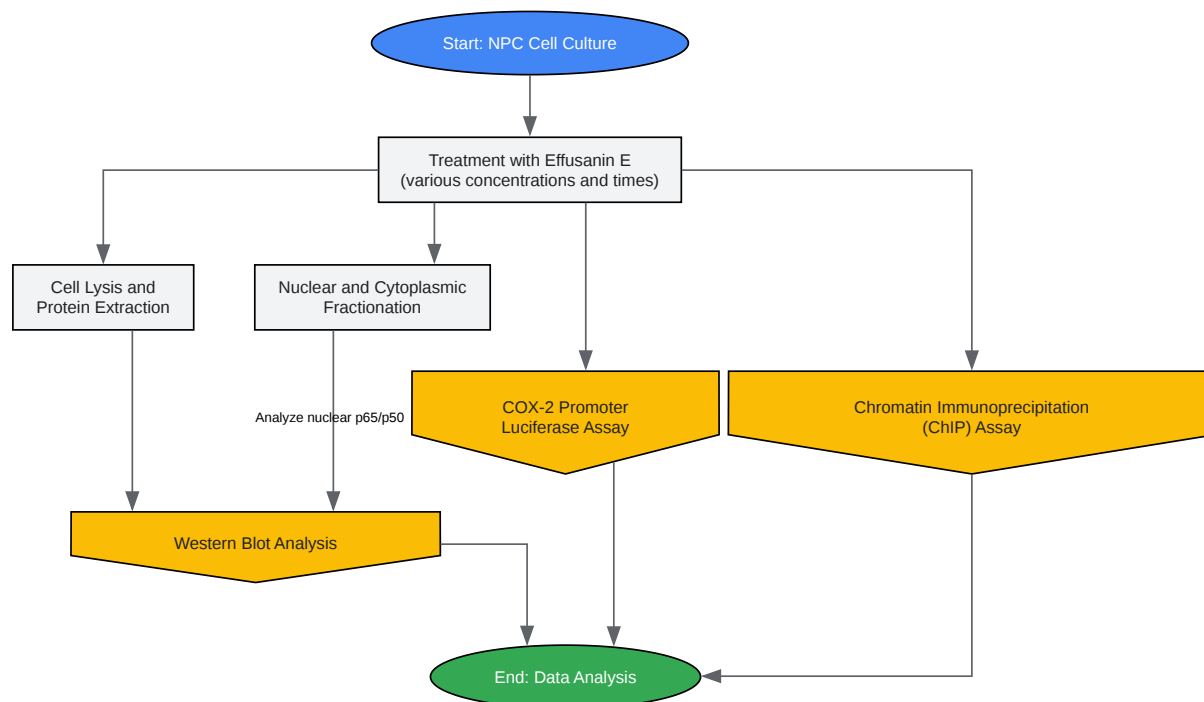 Start: NPC Cell Culture
Treatment with Effusanin E
(various concentrations and times)
Cell Lysis and
Protein Extraction
Nuclear and Cytoplasmic
Fractionation
Analyze nuclear p65/p50
COX-2 Promoter
Luciferase Assay
Chromatin Immunoprecipitation
(ChIP) Assay
Western Blot Analysis
End: Data Analysis